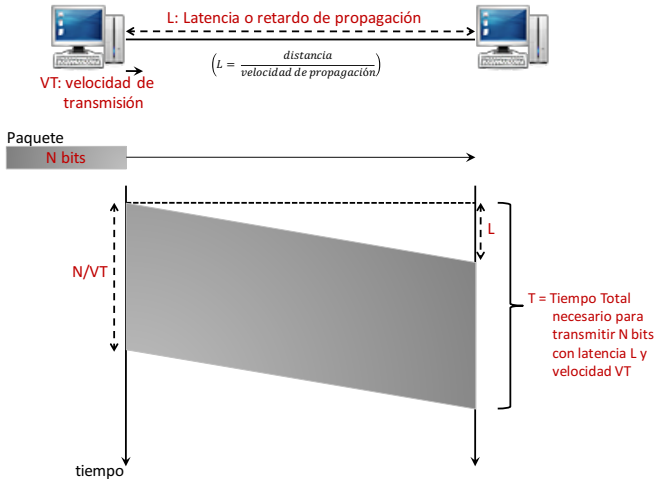 L: Latencia o retardo de propagación
VT: velocidad de
transmisión
(L = distancia / velocidad de propagación)
Paquete
N bits
L
N/VT
T = Tiempo Total
necesario para
transmitir N bits
con latencia L y
velocidad VT
tiempo